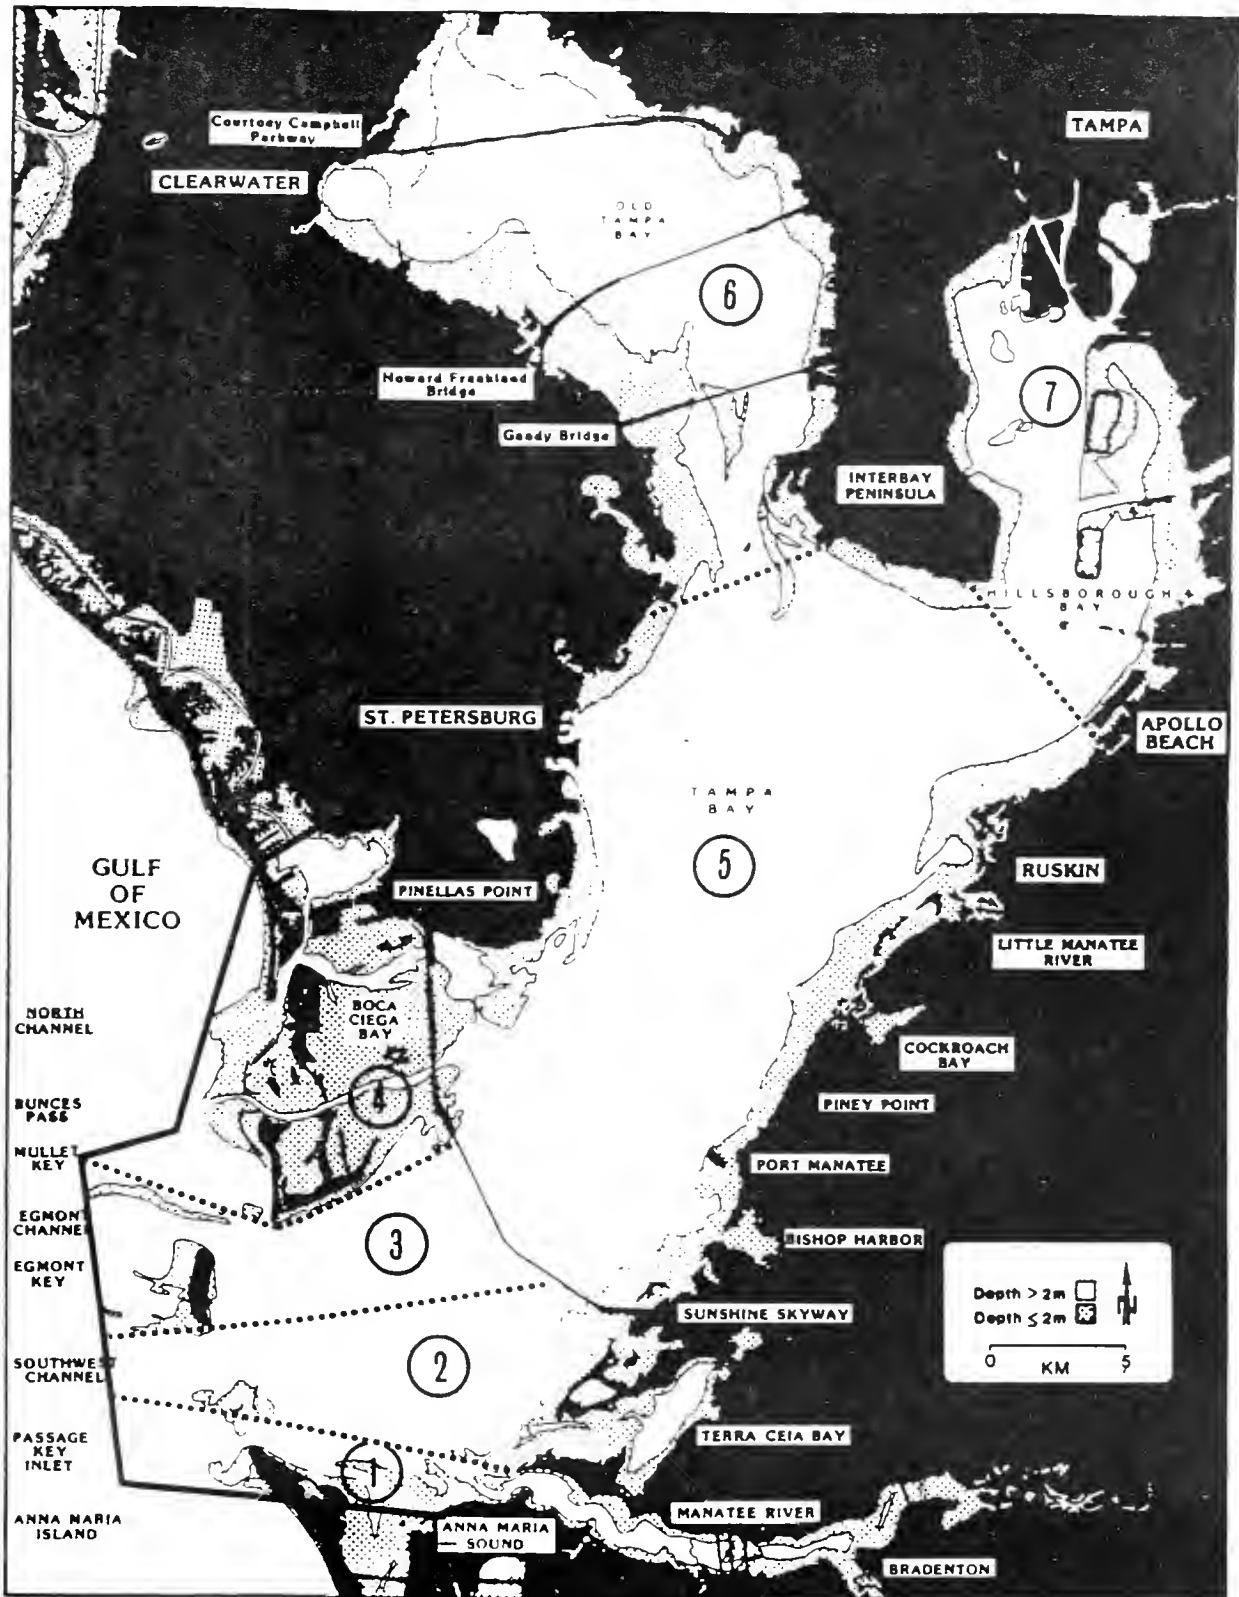 Courtney Campbell
Parkway
TAMPA
CLEARWATER
OLD
TAMPA
BAY
6
7
Howard Frankland
Bridge
Gandy Bridge
INTERBAY
PENINSULA
HILLSBOROUGH
BAY
ST. PETERSBURG
APOLLO
BEACH
TAMPA
BAY
5
GULF
OF
MEXICO
PINELLAS POINT
RUSKIN
LITTLE MANATEE
RIVER
NORTH
CHANNEL
BOCA
CIEGA
BAY
COCKROACH
BAY
4
BUNCES
PASS
PINEY POINT
MULLET
KEY
PORT MANATEE
EGMONT
CHANNEL
3
BISHOP HARBOR
EGMONT
KEY
Depth > 2m
Depth ≤ 2m
N
0 5
KM
SUNSHINE SKYWAY
SOUTHWEST
CHANNEL
2
PASSAGE
KEY
INLET
TERRA CEIA BAY
1
ANNA MARIA
ISLAND
ANNA MARIA
SOUND
MANATEE RIVER
BRADENTON